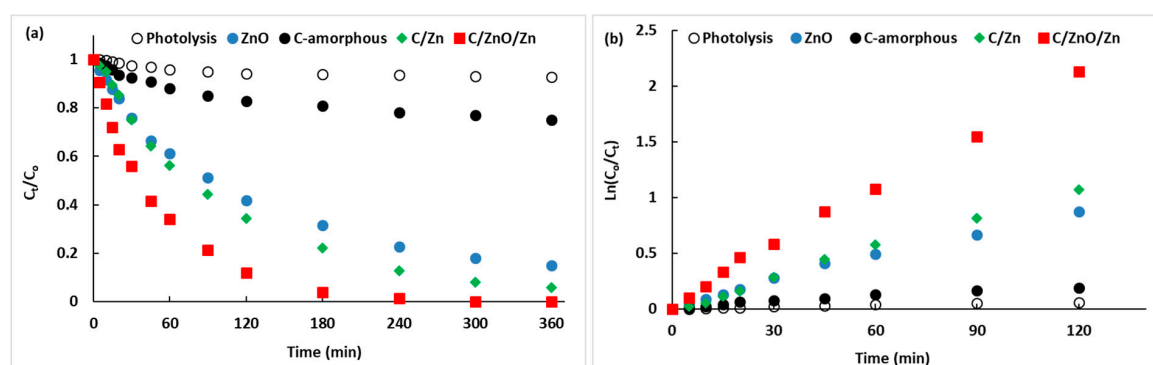 (a)
Photolysis ZnO C-amorphous C/Zn C/ZnO/Zn
1
0.8
0.6
0.4
0.2
0
Cₜ/Cₒ
0 60 120 180 240 300 360
Time (min)
(b)
Photolysis ZnO C-amorphous C/Zn C/ZnO/Zn
2.5
2
1.5
1
0.5
0
Ln(Cₒ/Cₜ)
0 30 60 90 120
Time (min)